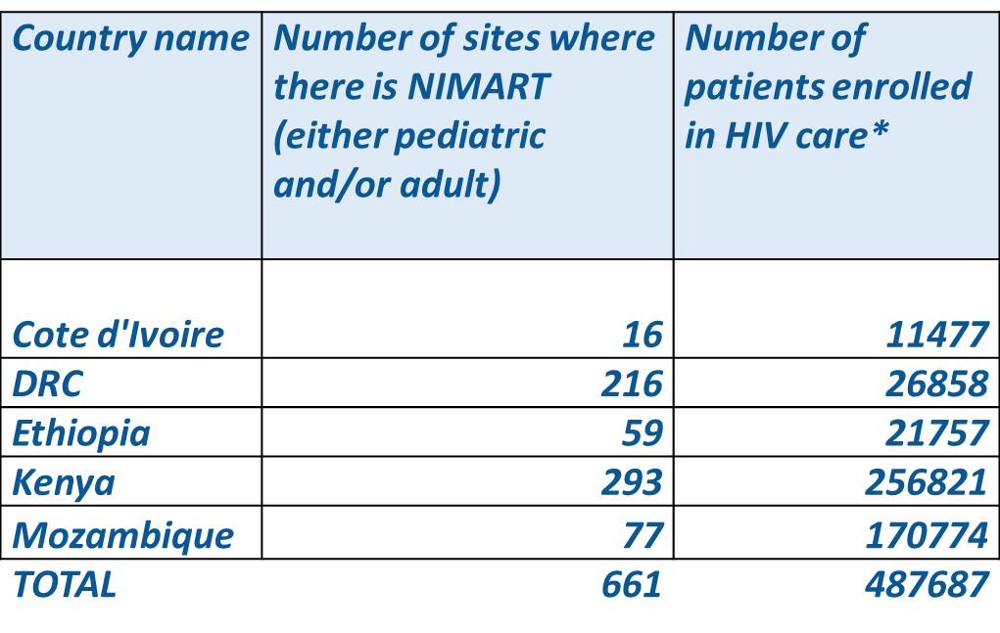 Country name
Number of sites where
there is NIMART
(either pediatric
and/or adult)
Number of
patients enrolled
in HIV care*
Cote d'Ivoire 16 11477
DRC 216 26858
Ethiopia 59 21757
Kenya 293 256821
Mozambique 77 170774
TOTAL 661 487687